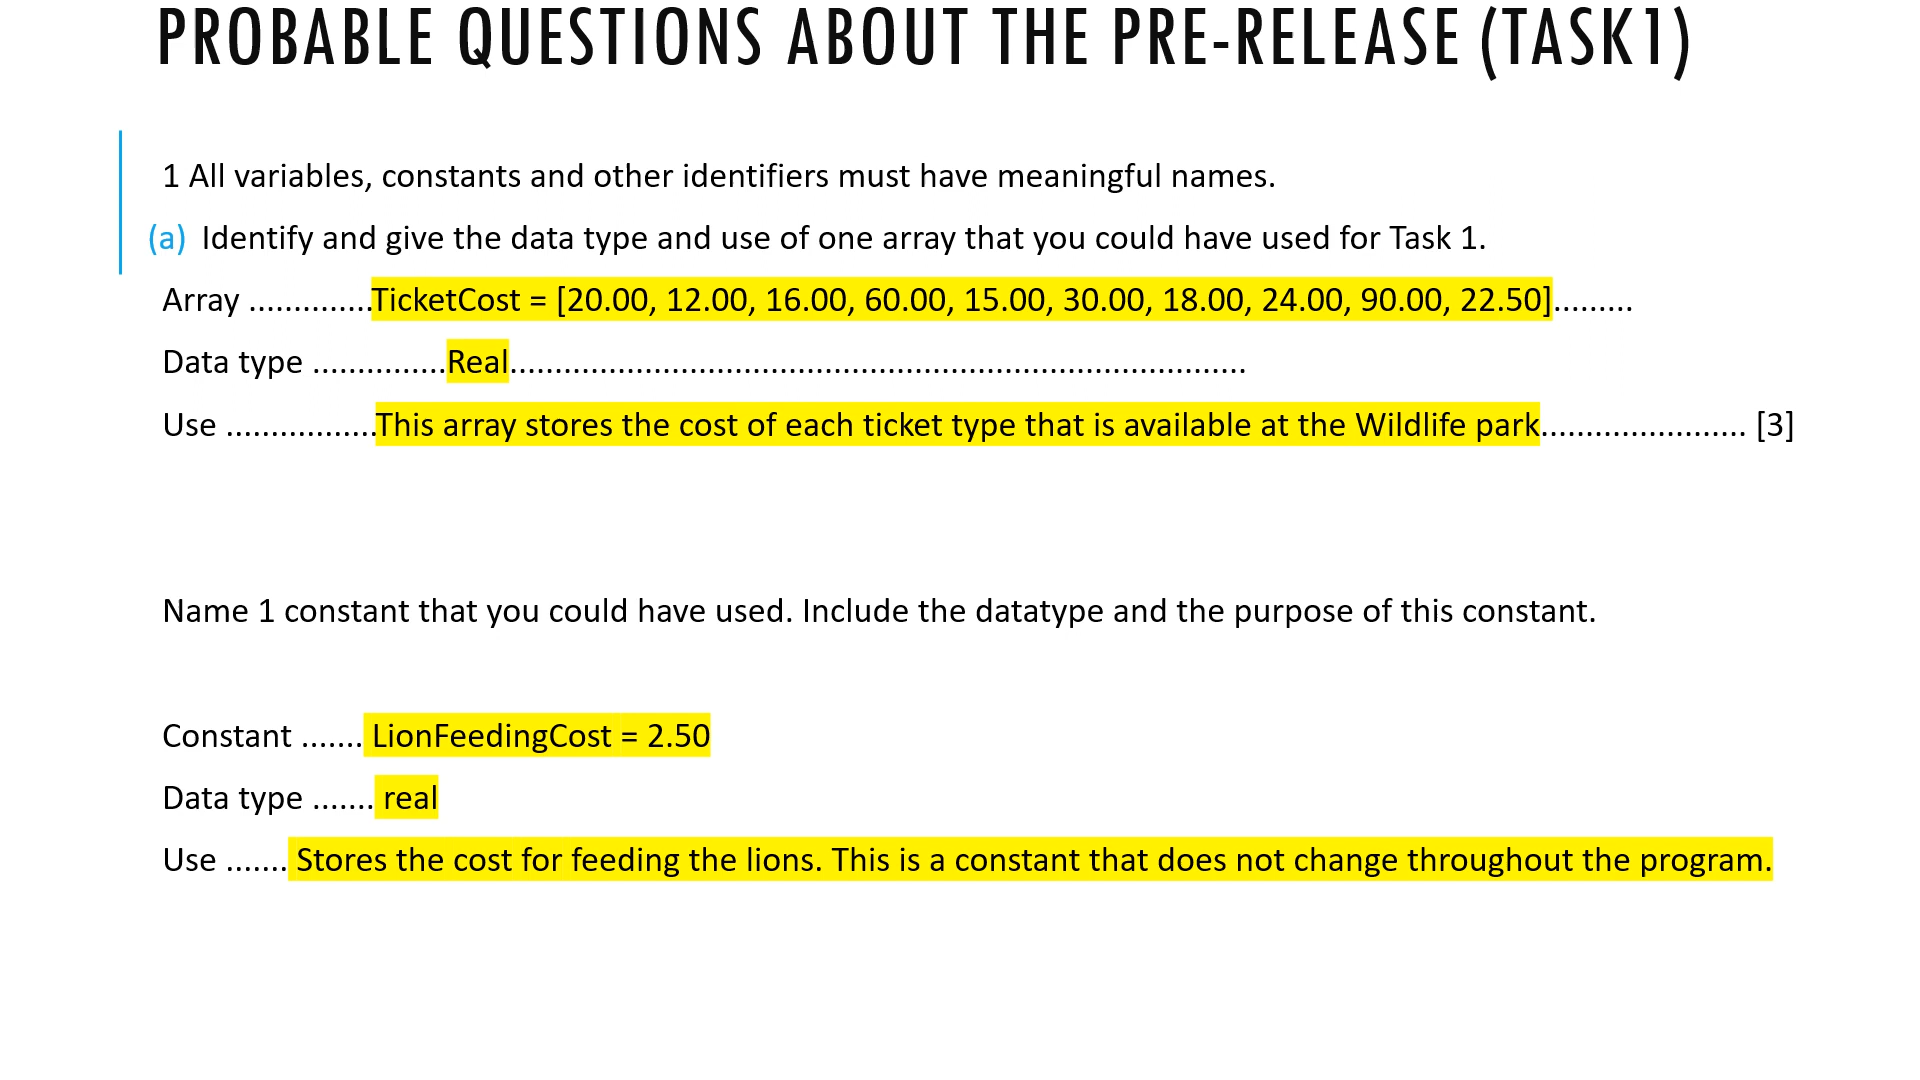 PROBABLE QUESTIONS ABOUT THE PRE-RELEASE (TASK1)
1 All variables, constants and other identifiers must have meaningful names.
(a) Identify and give the data type and use of one array that you could have used for Task 1.
Array ..............TicketCost = [20.00, 12.00, 16.00, 60.00, 15.00, 30.00, 18.00, 24.00, 90.00, 22.50].........
Data type ...............Real..................................................................................
Use .................This array stores the cost of each ticket type that is available at the Wildlife park....................... [3]
Name 1 constant that you could have used. Include the datatype and the purpose of this constant.
Constant ....... LionFeedingCost = 2.50
Data type ....... real
Use ....... Stores the cost for feeding the lions. This is a constant that does not change throughout the program.